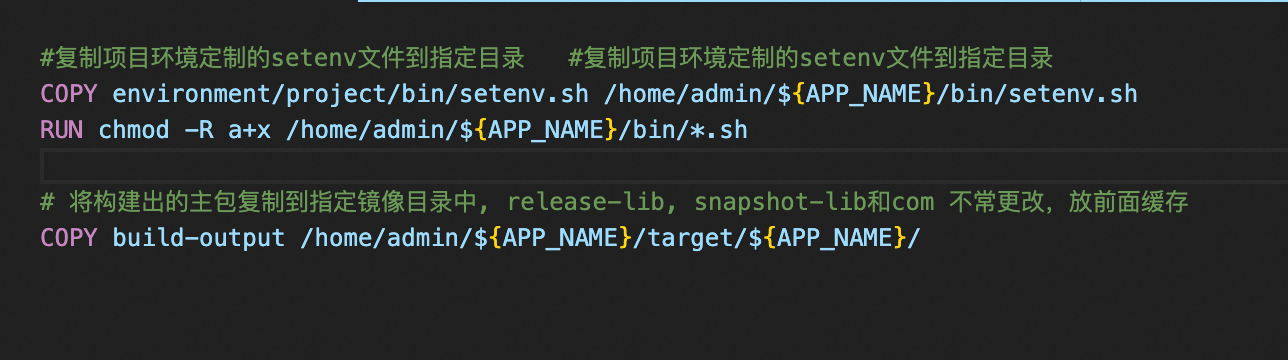 #复制项目环境定制的setenv文件到指定目录   #复制项目环境定制的setenv文件到指定目录
COPY environment/project/bin/setenv.sh /home/admin/${APP_NAME}/bin/setenv.sh
RUN chmod -R a+x /home/admin/${APP_NAME}/bin/*.sh
# 将构建出的主包复制到指定镜像目录中, release-lib, snapshot-lib和com 不常更改，放前面缓存
COPY build-output /home/admin/${APP_NAME}/target/${APP_NAME}/